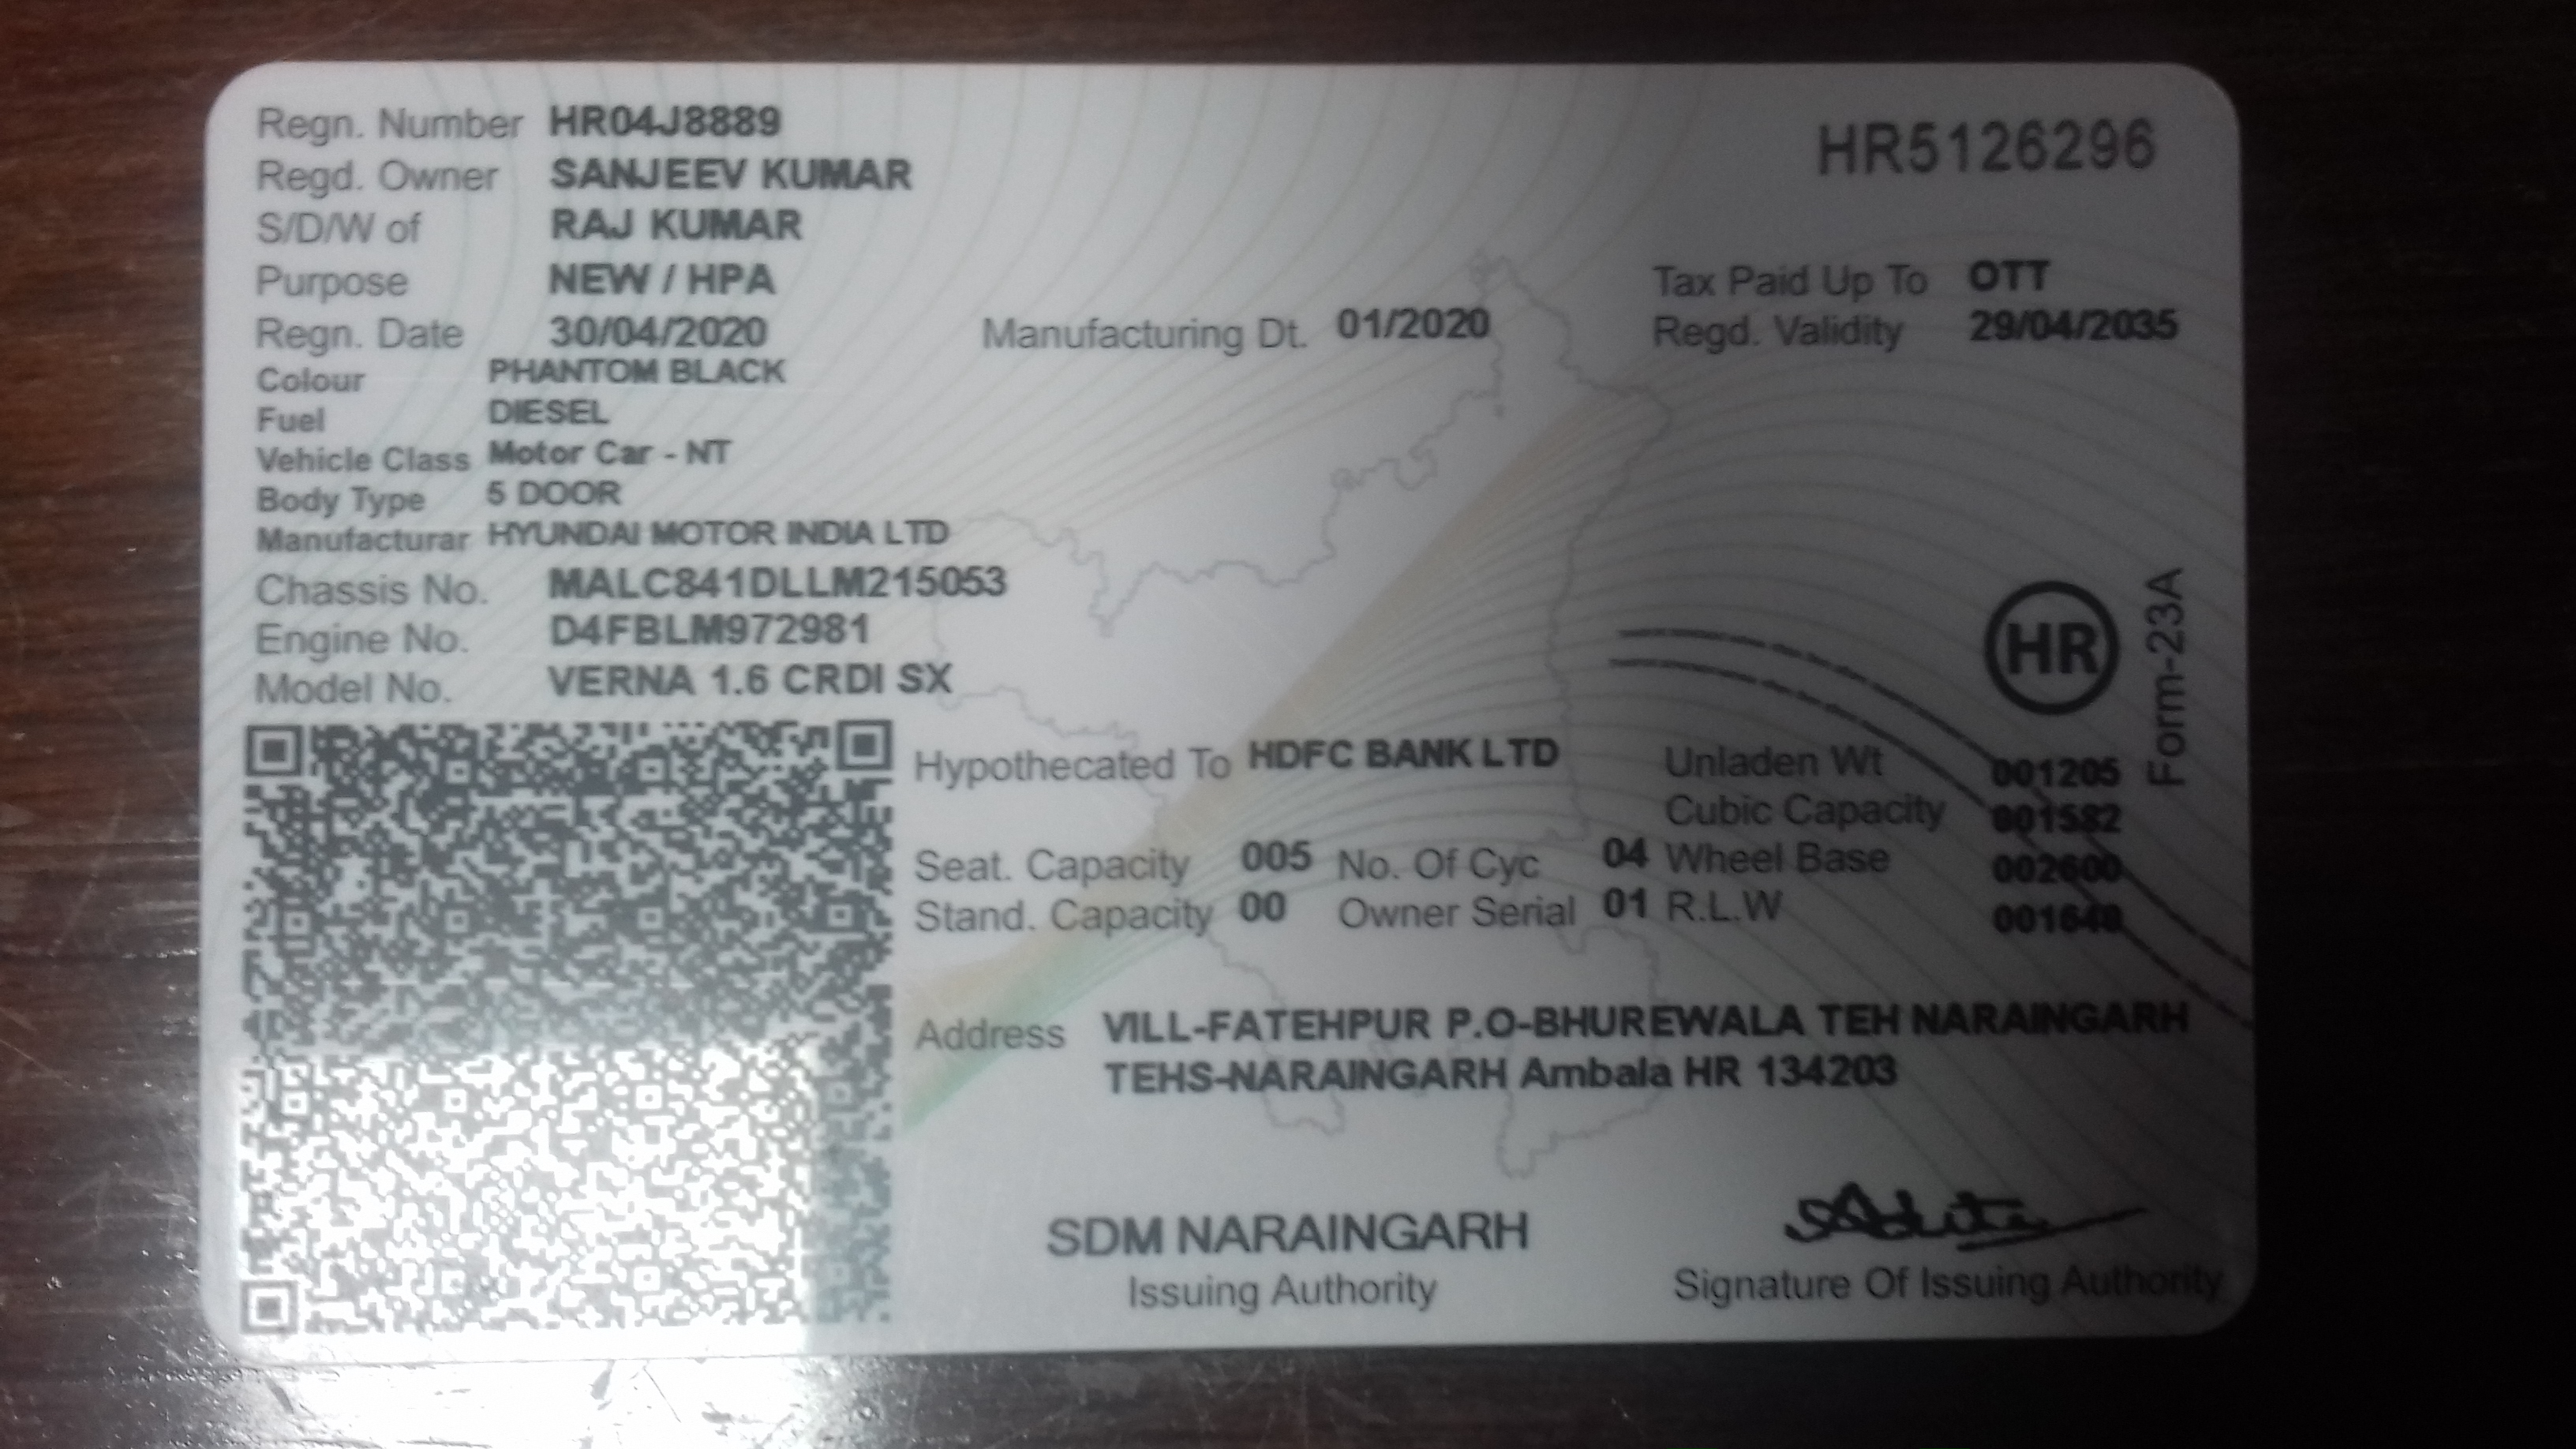 Regn. Number HR04J8889
HR5126296
Regd. Owner SANJEEV KUMAR
S/D/W of RAJ KUMAR
Purpose NEW / HPA
Tax Paid Up To OTT
Regn. Date 30/04/2020 Manufacturing Dt. 01/2020 Regd. Validity 29/04/2035
Colour PHANTOM BLACK
Fuel DIESEL
Vehicle Class Motor Car - NT
Body Type 5 DOOR
Manufacturar HYUNDAI MOTOR INDIA LTD
Chassis No. MALC841DLLM215053
Engine No. D4FBLM972981
Model No. VERNA 1.6 CRDI SX
HR
Form-23A
Hypothecated To HDFC BANK LTD Unladen Wt 001205
Cubic Capacity 001582
Seat. Capacity 005 No. Of Cyc 04 Wheel Base 002600
Stand. Capacity 00 Owner Serial 01 R.L.W 001640
Address VILL-FATEHPUR P.O-BHUREWALA TEH NARAINGARH
TEHS-NARAINGARH Ambala HR 134203
SDM NARAINGARH
Issuing Authority
Signature Of Issuing Authority